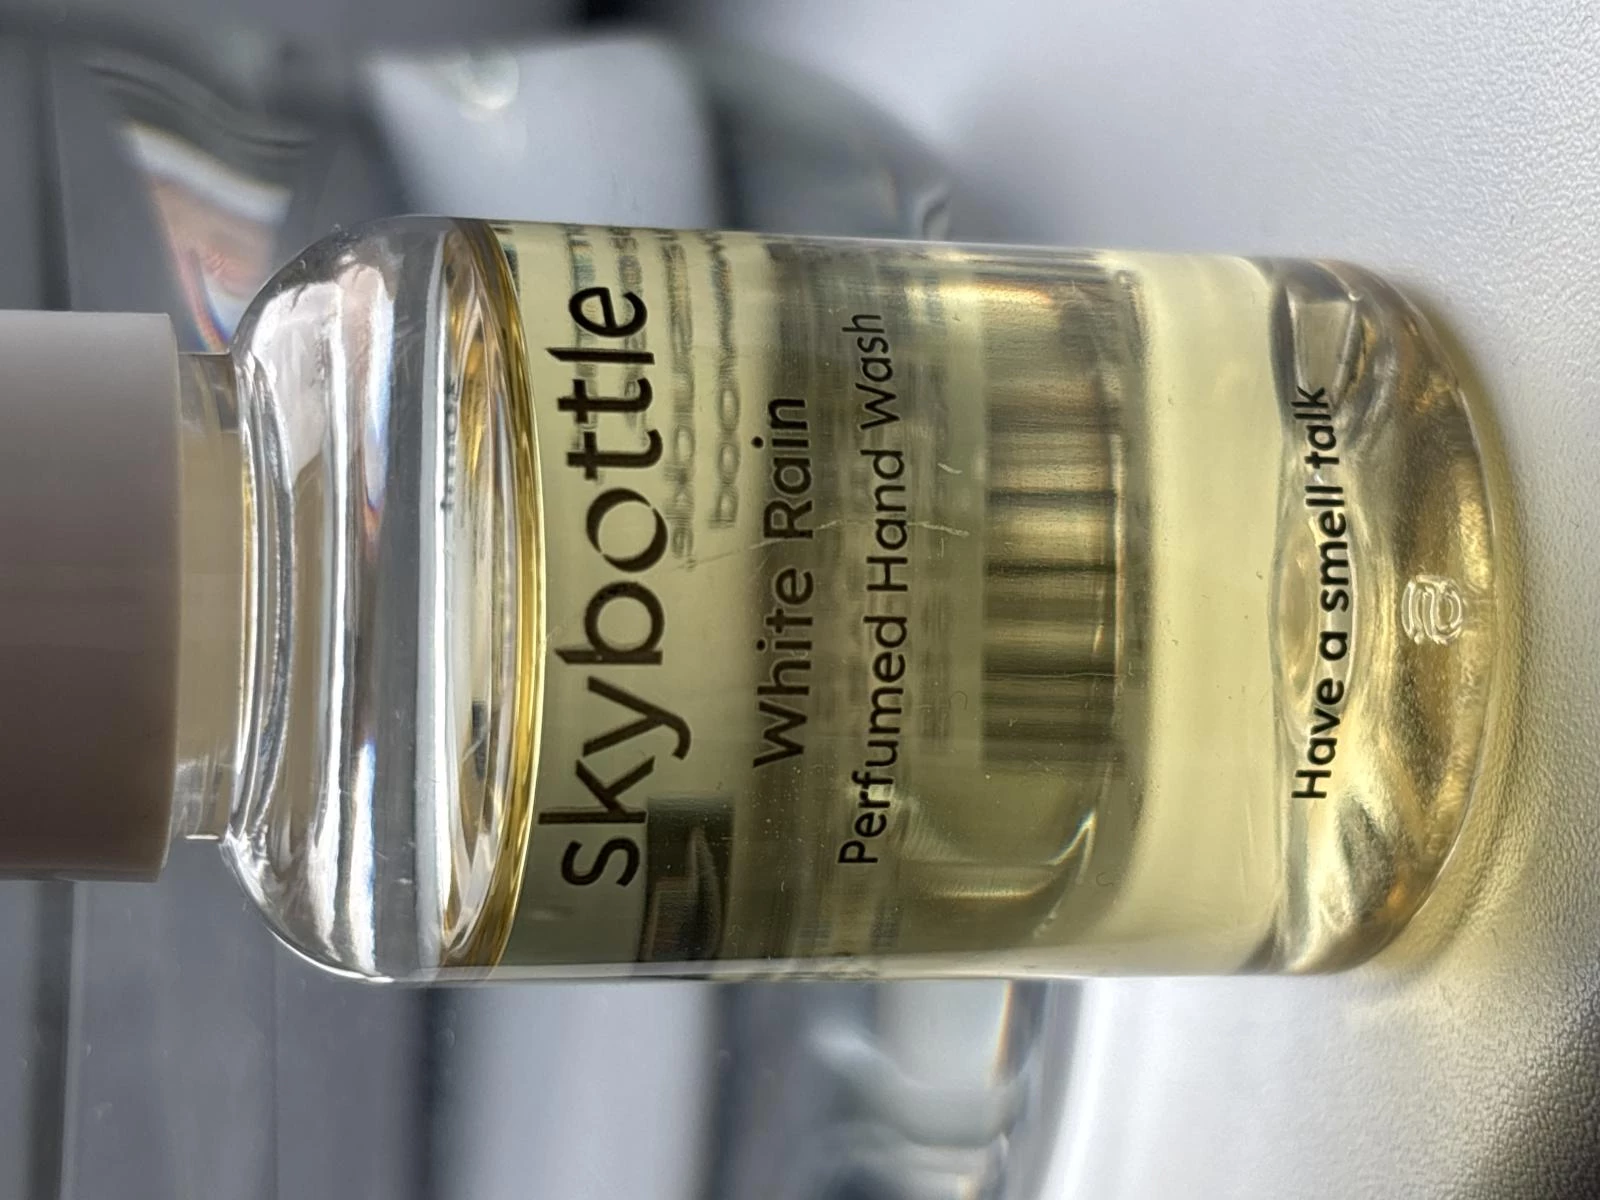 Skybottle
White Rain
Perfumed Hand Wash
Have a smell talk